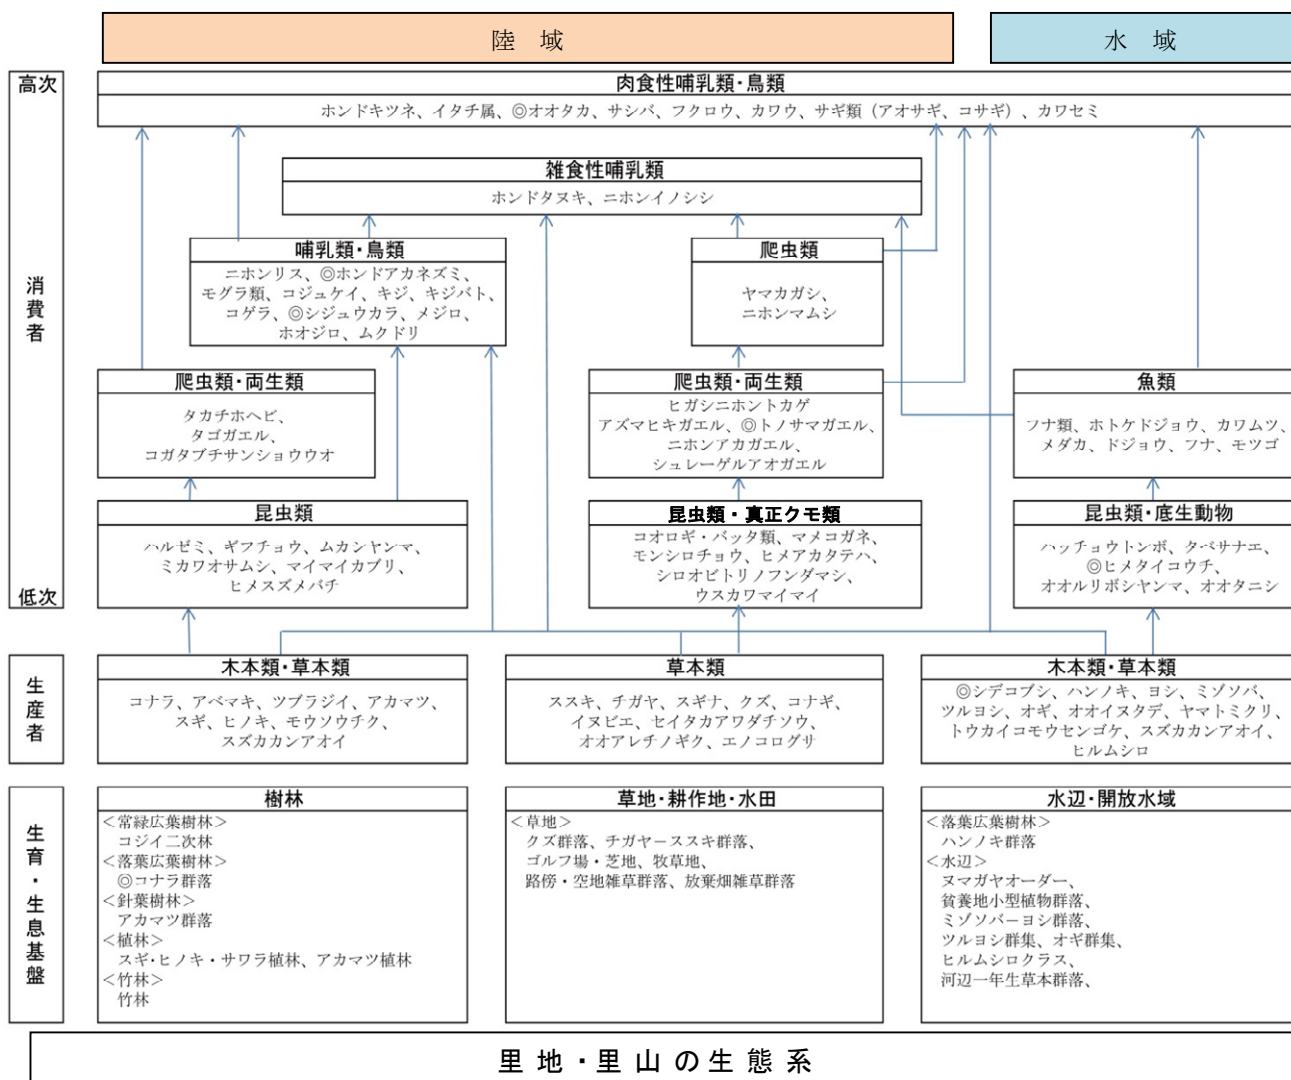 陸 域
水 域
高次
消費者
低次
肉食性哺乳類・鳥類
ホンドキツネ、イタチ属、◎オオタカ、サシバ、フクロウ、カワウ、サギ類（アオサギ、コサギ）、カワセミ
雑食性哺乳類
ホンドタヌキ、ニホンイノシシ
哺乳類・鳥類
ニホンリス、◎ホンドアカネズミ、
モグラ類、コジュケイ、キジ、キジバト、
コゲラ、◎シジュウカラ、メジロ、
ホオジロ、ムクドリ
爬虫類
ヤマカガシ、
ニホンマムシ
爬虫類・両生類
タカチホヘビ、
タゴガエル、
コガタブチサンショウウオ
爬虫類・両生類
ヒガシニホントカゲ
アズマヒキガエル、◎トノサマガエル、
ニホンアカガエル、
シュレーゲルアオガエル
魚類
フナ類、ホトケドジョウ、カワムツ、
メダカ、ドジョウ、フナ、モツゴ
昆虫類
ハルゼミ、ギフチョウ、ムカシヤンマ、
ミカワオサムシ、マイマイカブリ、
ヒメスズメバチ
昆虫類・真正クモ類
コオロギ・バッタ類、マメコガネ、
モンシロチョウ、ヒメアカタテハ、
シロオビトリノフンダマシ、
ウスカワマイマイ
昆虫類・底生動物
ハッチョウトンボ、タベサナエ、
◎ヒメタイコウチ、
オオルリボシヤンマ、オオタニシ
生産者
木本類・草本類
コナラ、アベマキ、ツブラジイ、アカマツ、
スギ、ヒノキ、モウソウチク、
スズカカンアオイ
草本類
ススキ、チガヤ、スギナ、クズ、コナギ、
イヌビエ、セイタカアワダチソウ、
オオアレチノギク、エノコログサ
木本類・草本類
◎シデコブシ、ハンノキ、ヨシ、ミゾソバ、
ツルヨシ、オギ、オオイヌタデ、ヤマトミクリ、
トウカイコモウセンゴケ、スズカカンアオイ、
ヒルムシロ
生育・生息基盤
樹林
＜常緑広葉樹林＞
コジイ二次林
＜落葉広葉樹林＞
◎コナラ群落
＜針葉樹林＞
アカマツ群落
＜植林＞
スギ・ヒノキ・サワラ植林、アカマツ植林
＜竹林＞
竹林
草地・耕作地・水田
＜草地＞
クズ群落、チガヤ－ススキ群落、
ゴルフ場・芝地、牧草地、
路傍・空地雑草群落、放棄畑雑草群落
水辺・開放水域
＜落葉広葉樹林＞
ハンノキ群落
＜水辺＞
ヌマガヤオーダー、
貧養地小型植物群落、
ミゾソバ－ヨシ群落、
ツルヨシ群集、オギ群集、
ヒルムシロクラス、
河辺一年生草本群落、
里地・里山の生態系